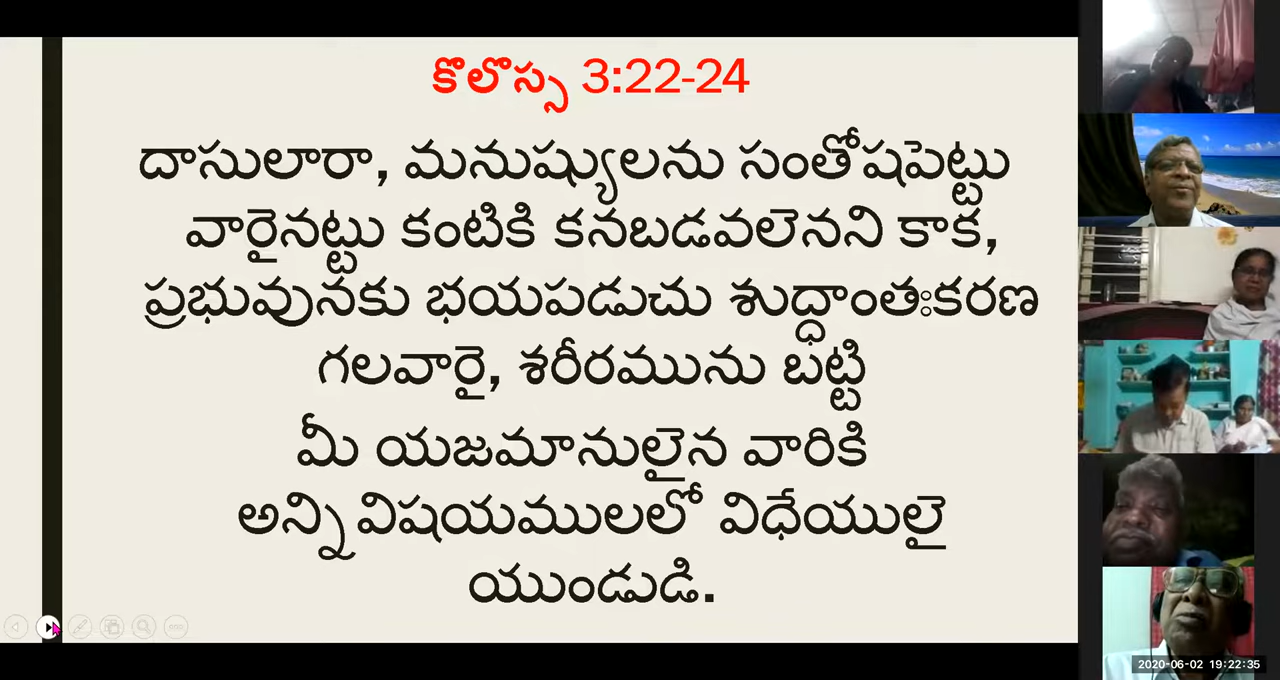 కొలొస్స 3:22-24
దాసులారా, మనుష్యులను సంతోషపెట్టు
వారైనట్టు కంటికి కనబడవలెనని కాక,
ప్రభువునకు భయపడుచు శుద్ధాంతఃకరణ
గలవారై, శరీరమును బట్టి
మీ యజమానులైన వారికి
అన్ని విషయములలో విధేయులై
యుండుడి.
2020-06-02 19:22:35